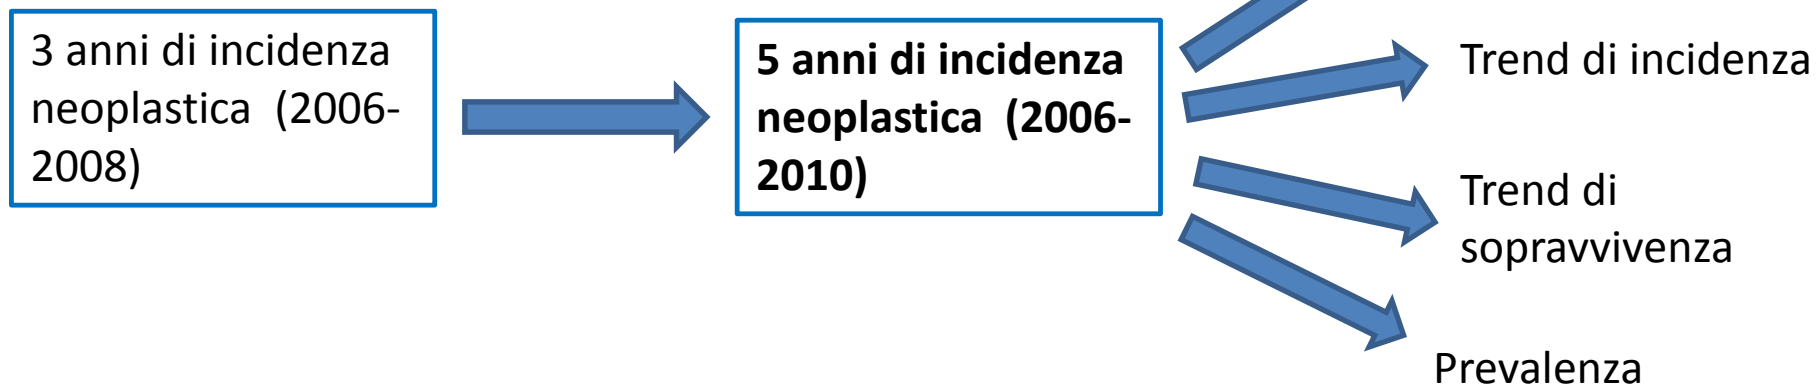 3 anni di incidenza
neoplastica (2006-
2008)
5 anni di incidenza
neoplastica (2006-
2010)
Trend di incidenza
Trend di
sopravvivenza
Prevalenza